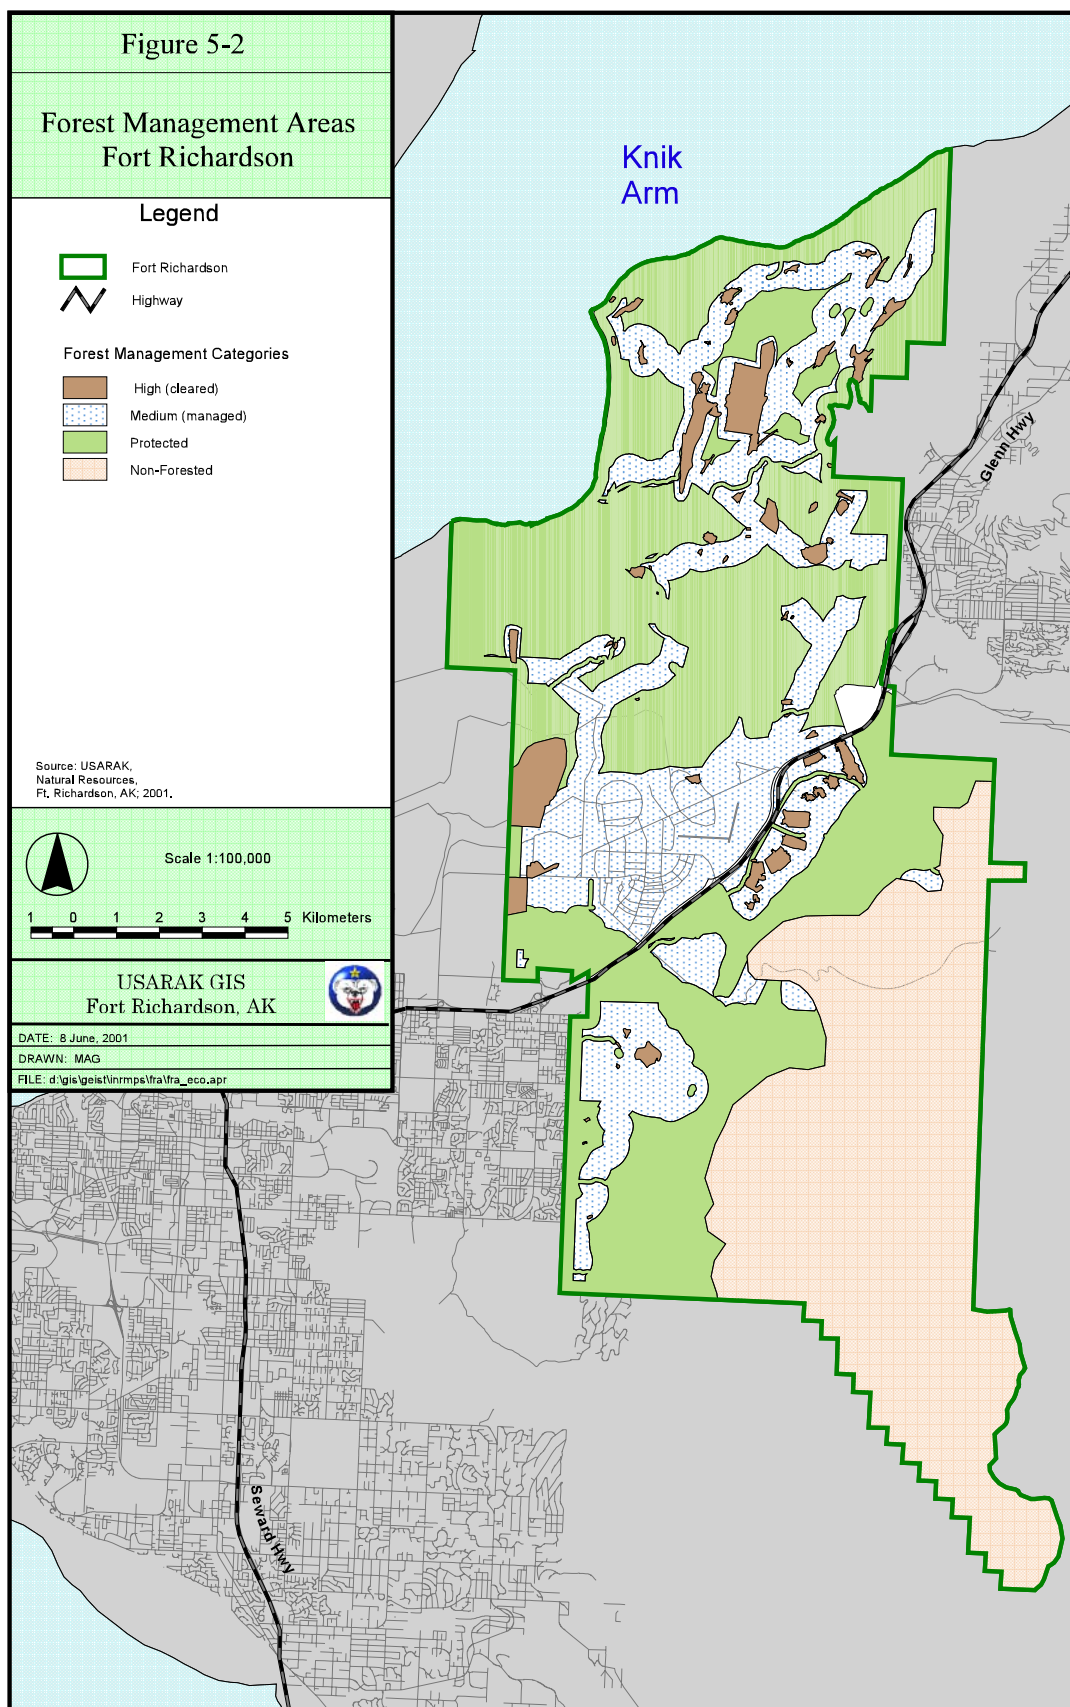 Figure 5-2
Forest Management Areas
Fort Richardson
Legend
Fort Richardson
Highway
Forest Management Categories
High (cleared)
Medium (managed)
Protected
Non-Forested
Source: USARAK,
Natural Resources,
Ft. Richardson, AK; 2001.
Scale 1:100,000
1 0 1 2 3 4 5 Kilometers
USARAK GIS
Fort Richardson, AK
DATE: 8 June, 2001
DRAWN: MAG
FILE: d:\gis\geist\inrmps\fra\fra_eco.apr
Knik
Arm
Glenn Hwy
Seward Hwy